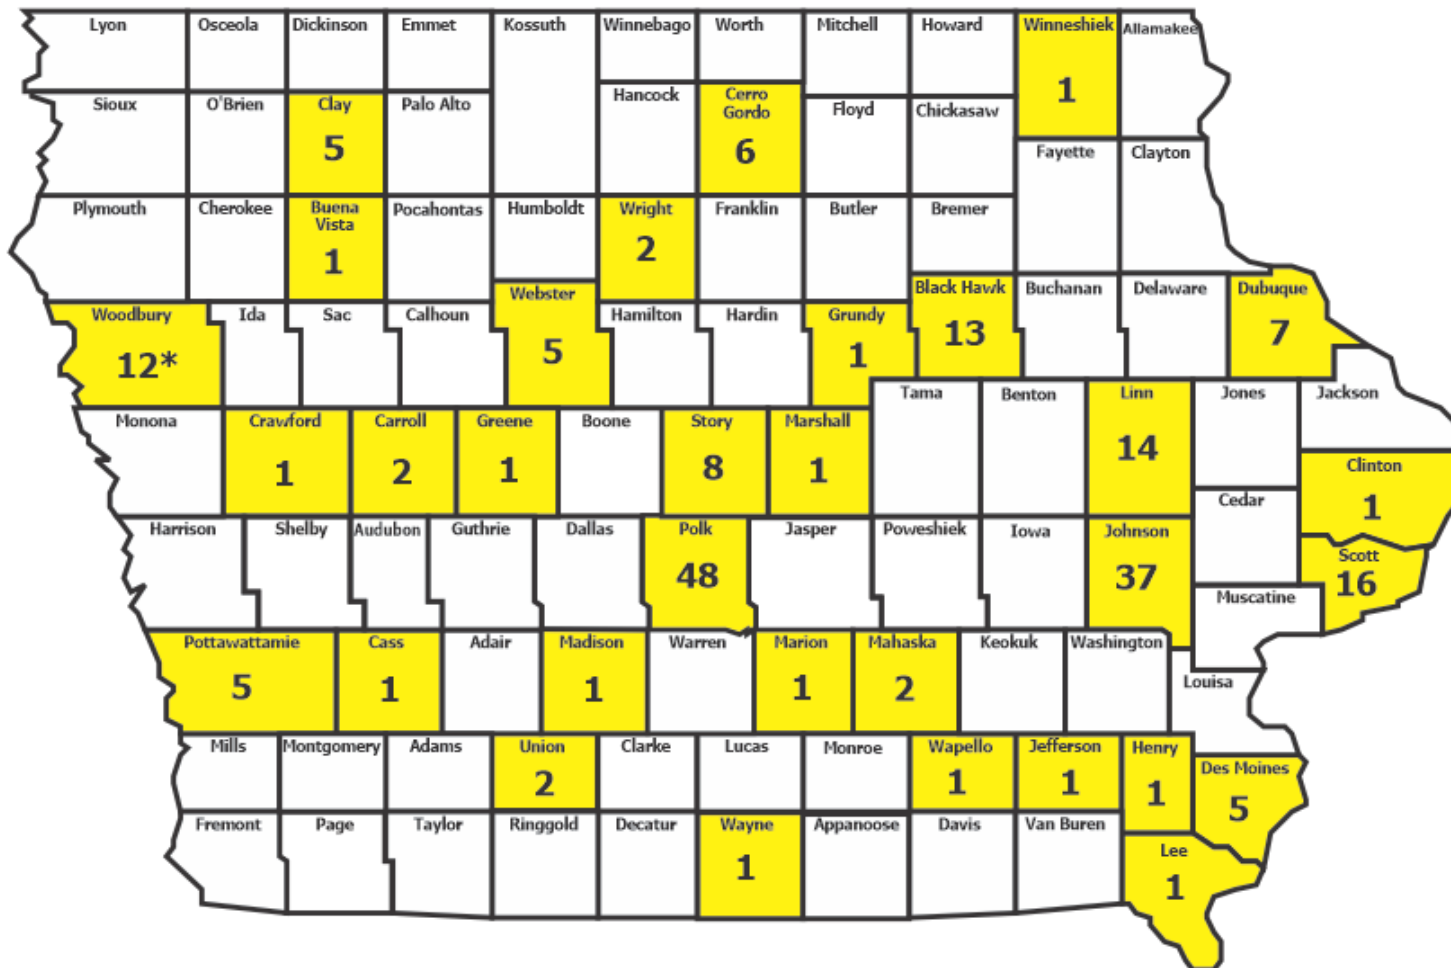 Lyon
Osceola
Dickinson
Emmet
Kossuth
Winnebago
Worth
Mitchell
Howard
Winneshiek
1
Allamakee
Sioux
O'Brien
Clay
5
Palo Alto
Hancock
Cerro
Gordo
6
Floyd
Chickasaw
Fayette
Clayton
Plymouth
Cherokee
Buena
Vista
1
Pocahontas
Humboldt
Wright
2
Franklin
Butler
Bremer
Woodbury
12*
Ida
Sac
Calhoun
Webster
5
Hamilton
Hardin
Grundy
1
Black Hawk
13
Buchanan
Delaware
Dubuque
7
Monona
Crawford
1
Carroll
2
Greene
1
Boone
Story
8
Marshall
1
Tama
Benton
Linn
14
Jones
Jackson
Clinton
1
Cedar
Harrison
Shelby
Audubon
Guthrie
Dallas
Polk
48
Jasper
Poweshiek
Iowa
Johnson
37
Scott
16
Muscatine
Pottawattamie
5
Cass
1
Adair
Madison
1
Warren
Marion
1
Mahaska
2
Keokuk
Washington
Louisa
Mills
Montgomery
Adams
Union
2
Clarke
Lucas
Monroe
Wapello
1
Jefferson
1
Henry
1
Des Moines
5
Fremont
Page
Taylor
Ringgold
Decatur
Wayne
1
Appanoose
Davis
Van Buren
Lee
1